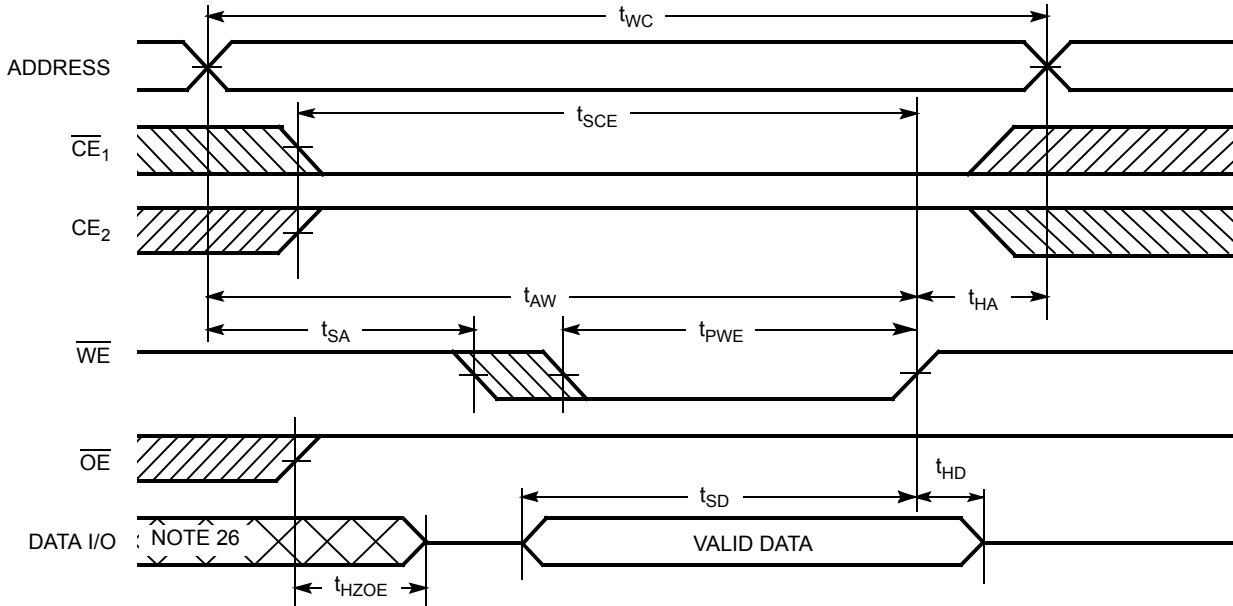 tWC
ADDRESS
tSCE
CE1
CE2
tAW
tHA
tSA
tPWE
WE
OE
tHD
tSD
DATA I/O
NOTE 26
VALID DATA
tHZOE